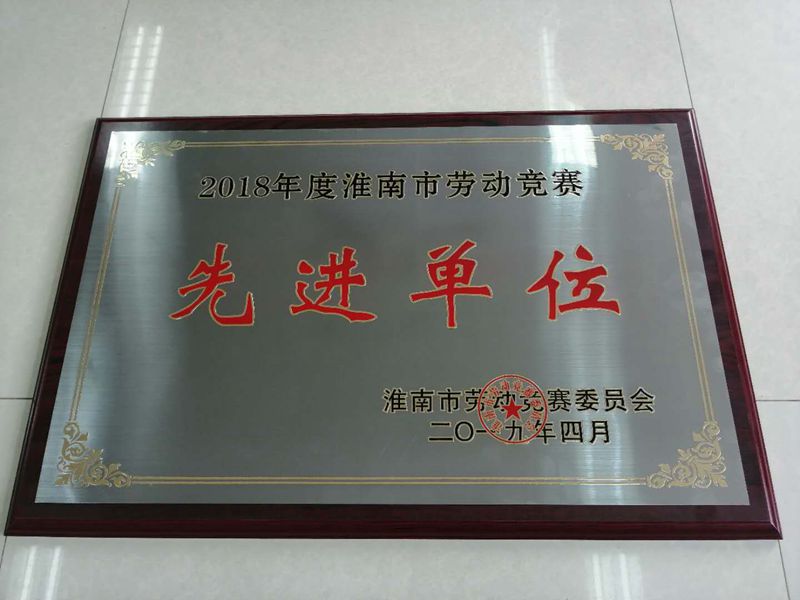 2018年度淮南市劳动竞赛
先进单位
淮南市劳动竞赛委员会
二〇一九年四月